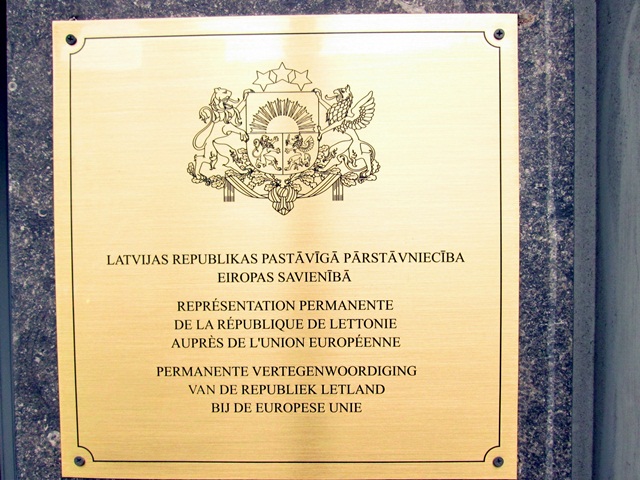 LATVIJAS REPUBLIKAS PASTĀVĪGĀ PĀRSTĀVNIECĪBA
EIROPAS SAVIENĪBĀ
REPRÉSENTATION PERMANENTE
DE LA RÉPUBLIQUE DE LETTONIE
AUPRÈS DE L'UNION EUROPÉENNE
PERMANENTE VERTEGENWOORDIGING
VAN DE REPUBLIEK LETLAND
BIJ DE EUROPESE UNIE